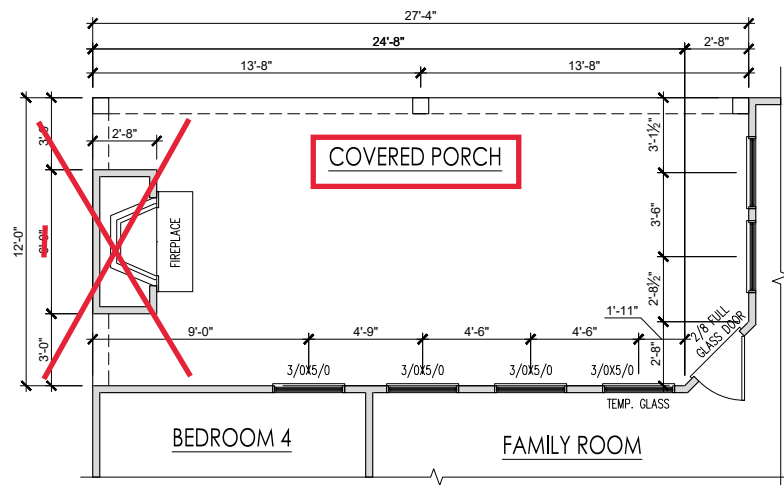 27'-4"
24'-8"
2'-8"
13'-8"
13'-8"
3'-0"
2'-8"
COVERED PORCH
3'-1½"
12'-0"
FIREPLACE
3'-6"
2'-8½"
1'-11"
2/8 FULL
GLASS DOOR
3'-0"
9'-0"
4'-9"
4'-6"
4'-6"
2'-8"
3/0X5/0
3/0X5/0
3/0X5/0
3/0X5/0
TEMP. GLASS
BEDROOM 4
FAMILY ROOM